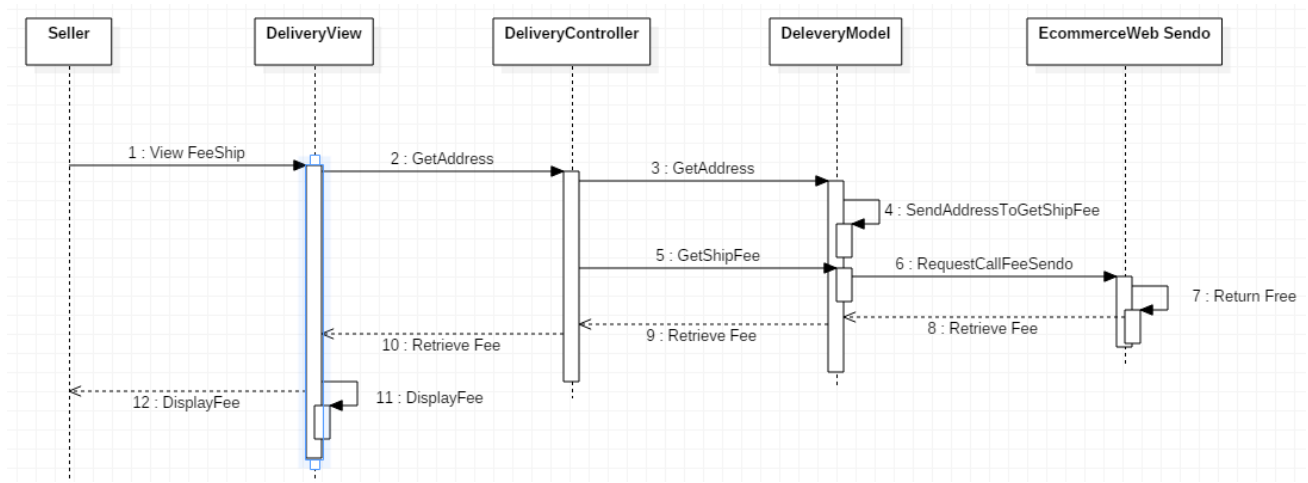 Seller
DeliveryView
DeliveryController
DeleveryModel
EcommerceWeb Sendo
1 : View FeeShip
2 : GetAddress
3 : GetAddress
4 : SendAddressToGetShipFee
5 : GetShipFee
6 : RequestCallFeeSendo
7 : Return Free
8 : Retrieve Fee
9 : Retrieve Fee
10 : Retrieve Fee
11 : DisplayFee
12 : DisplayFee